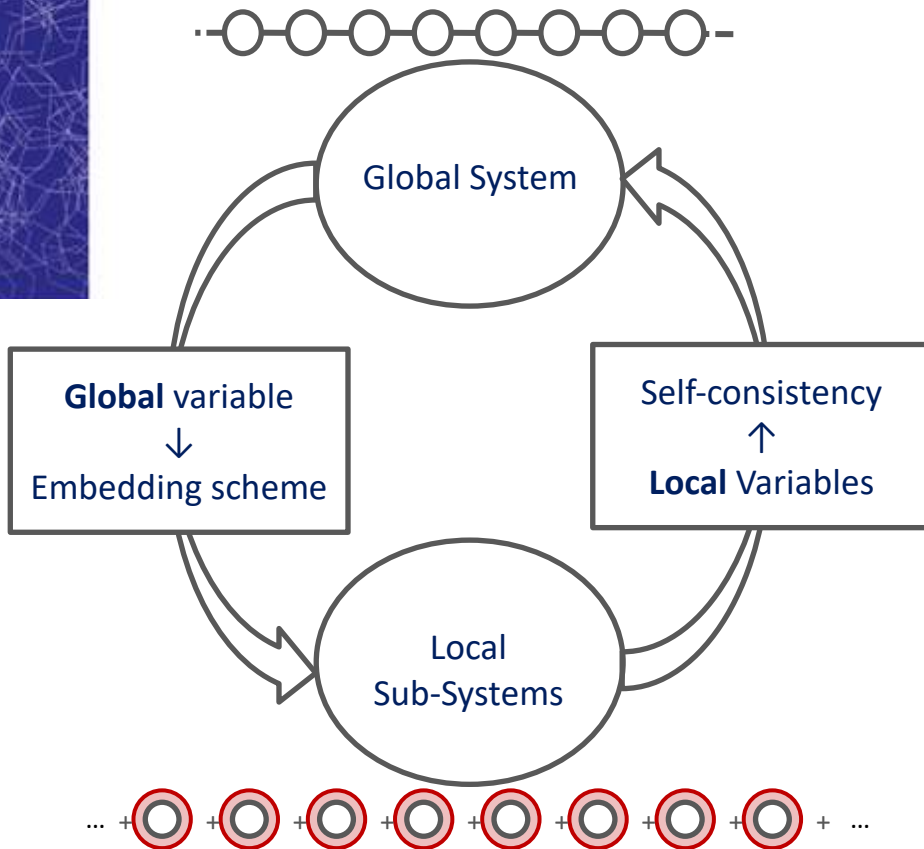 Global System
Global variable
↓
Embedding scheme
Self-consistency
↑
Local Variables
Local
Sub-Systems
... + + + + + + + + + ...